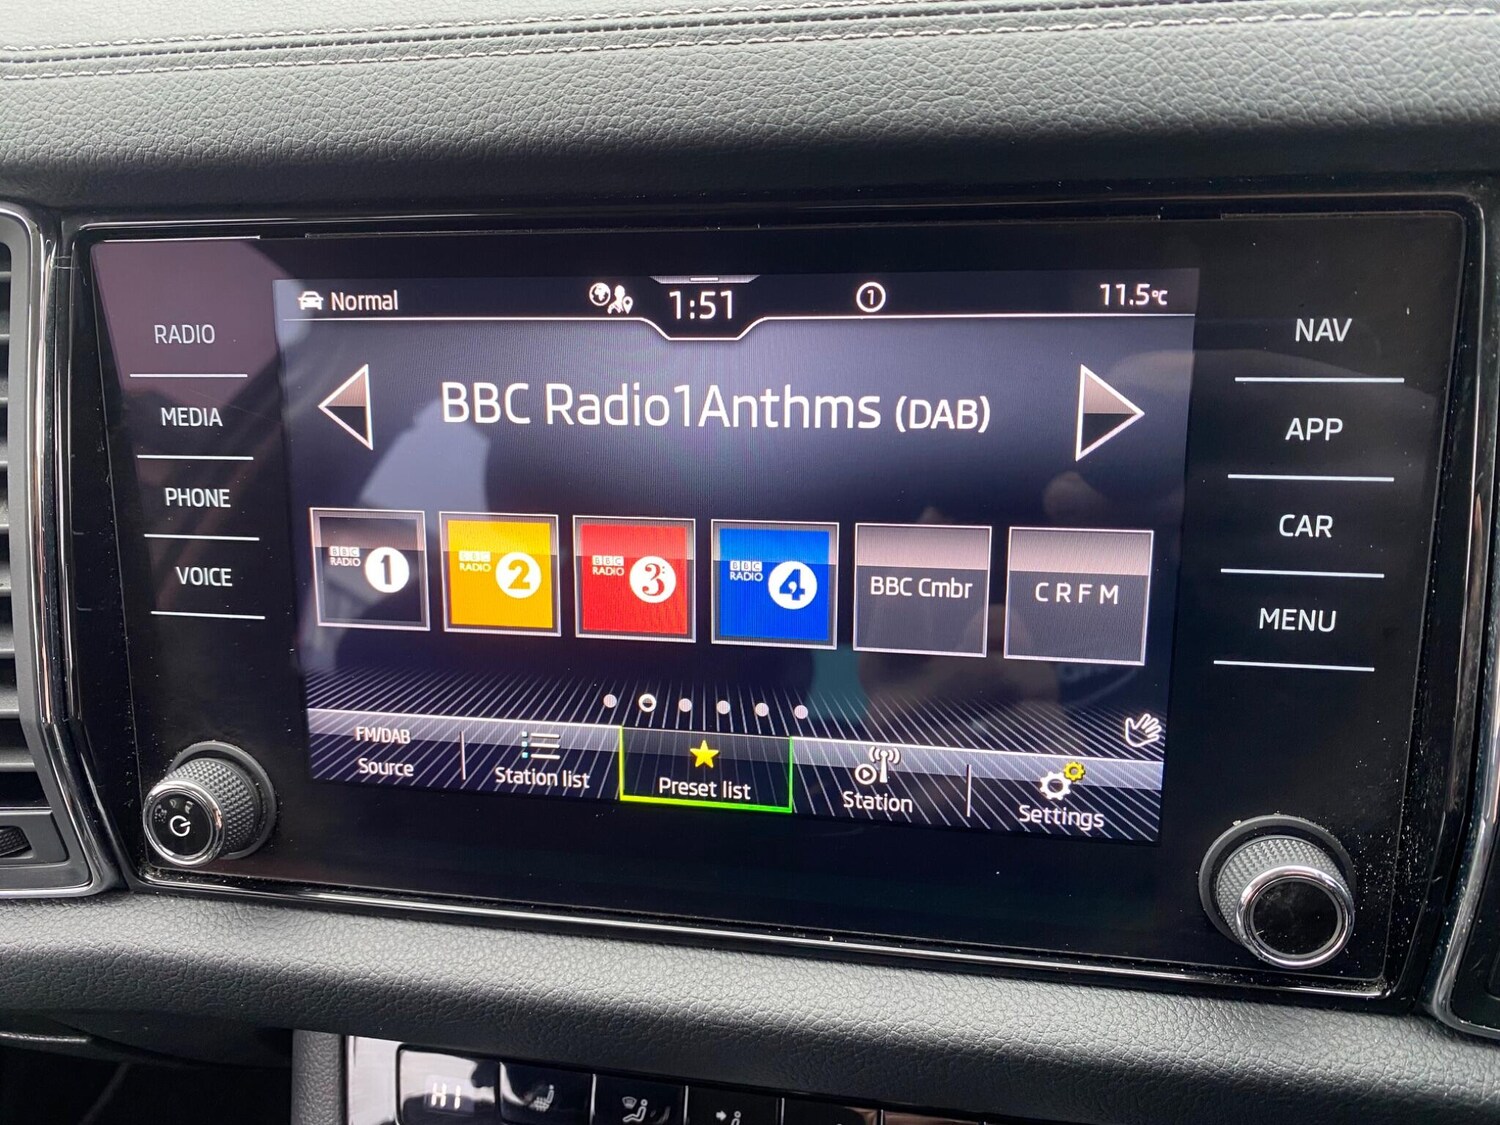 Normal
1:51
1
11.5°C
RADIO
MEDIA
PHONE
VOICE
BBC Radio1Anthms (DAB)
BBC RADIO 1
BBC RADIO 2
BBC RADIO 3
BBC RADIO 4
BBC Cmbr
C R F M
FM/DAB
Source
Station list
Preset list
Station
Settings
NAV
APP
CAR
MENU
HI